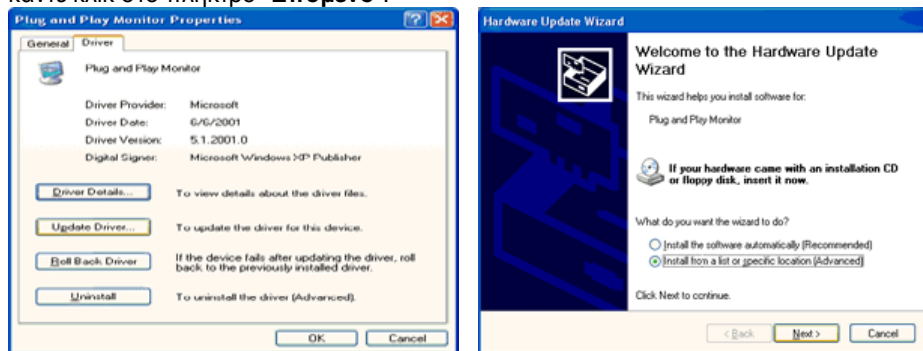 κάντε κλικ στο πλήκτρο "Επόμενο".
Plug and Play Monitor Properties
General Driver
Plug and Play Monitor
Driver Provider: Microsoft
Driver Date: 6/6/2001
Driver Version: 5.1.2001.0
Digital Signer: Microsoft Windows XP Publisher
Driver Details... To view details about the driver files.
Update Driver... To update the driver for this device.
Roll Back Driver If the device fails after updating the driver, roll
back to the previously installed driver.
Uninstall To uninstall the driver (Advanced).
OK Cancel
Hardware Update Wizard
Welcome to the Hardware Update
Wizard
This wizard helps you install software for:
Plug and Play Monitor
If your hardware came with an installation CD
or floppy disk, insert it now.
What do you want the wizard to do?
Install the software automatically (Recommended)
Install from a list or specific location (Advanced)
Click Next to continue.
< Back Next > Cancel